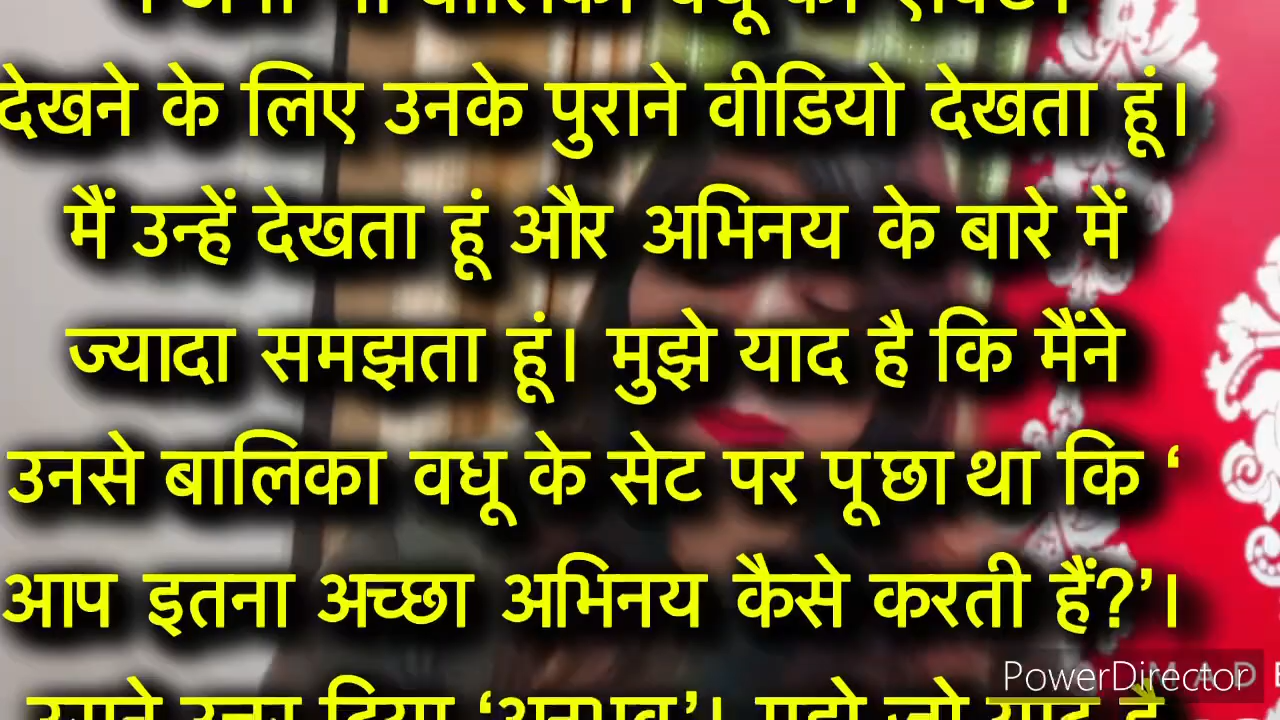 देखने के लिए उनके पुराने वीडियो देखता हूं।
मैं उन्हें देखता हूं और अभिनय के बारे में
ज्यादा समझता हूं। मुझे याद है कि मैंने
उनसे बालिका वधू के सेट पर पूछा था कि ‘
आप इतना अच्छा अभिनय कैसे करती हैं?’।
PowerDirector